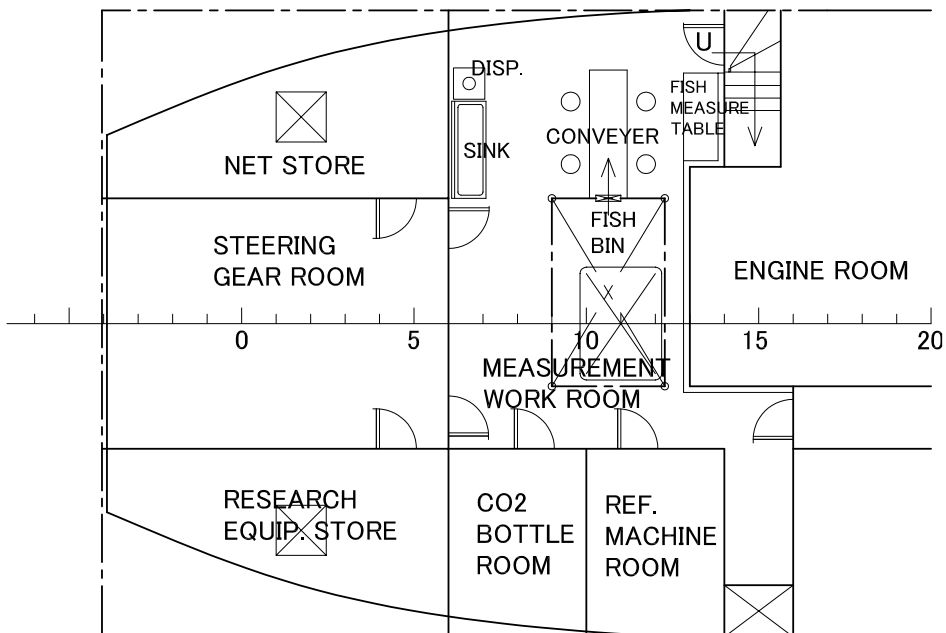 U
DISP.
FISH
MEASURE
TABLE
CONVEYER
SINK
NET STORE
FISH
BIN
STEERING
GEAR ROOM
ENGINE ROOM
0
5
10
15
20
MEASUREMENT
WORK ROOM
RESEARCH
EQUIP. STORE
CO2
BOTTLE
ROOM
REF.
MACHINE
ROOM